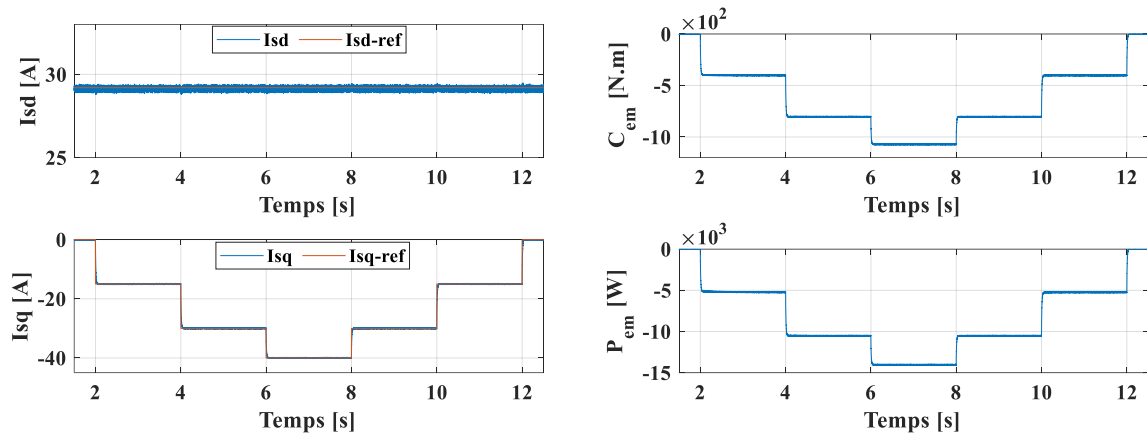 Isd Isd-ref
30
25
Isd [A]
2 4 6 8 10 12
Temps [s]
×10²
0
-5
-10
C_em [N.m]
2 4 6 8 10 12
Temps [s]
Isq Isq-ref
0
-20
-40
Isq [A]
2 4 6 8 10 12
Temps [s]
×10³
0
-5
-10
-15
P_em [W]
2 4 6 8 10 12
Temps [s]